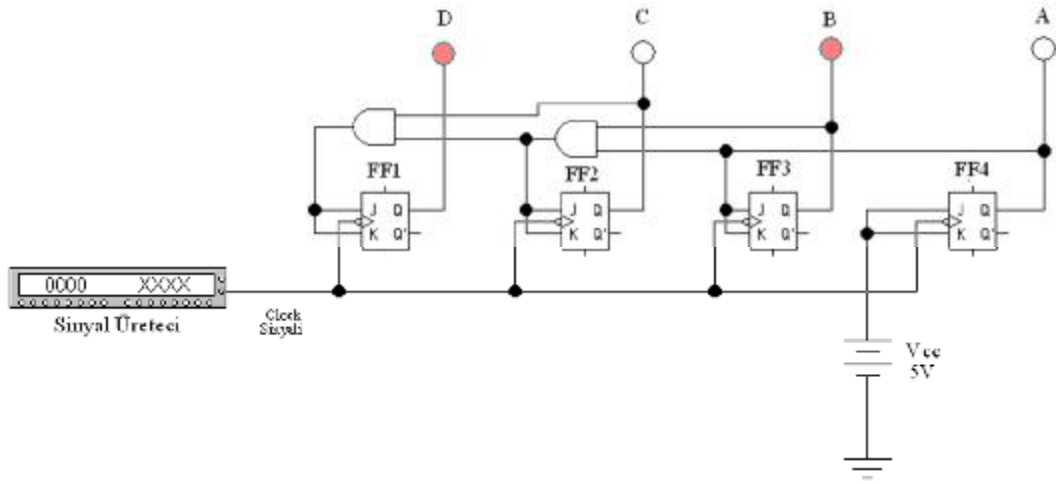 D C B A
FF1 FF2 FF3 FF4
J Q J Q J Q J Q
K Q' K Q' K Q' K Q'
0000 XXXX
Sinyal Üreteci
Clock
Sinyali
Vcc
5V